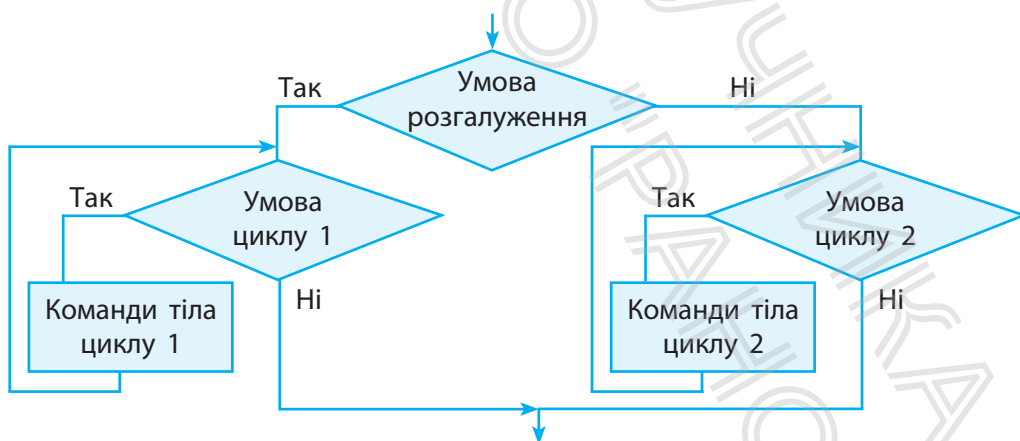 Умова
розгалуження
Так
Ні
Умова
циклу 1
Так
Ні
Команди тіла
циклу 1
Умова
циклу 2
Так
Ні
Команди тіла
циклу 2